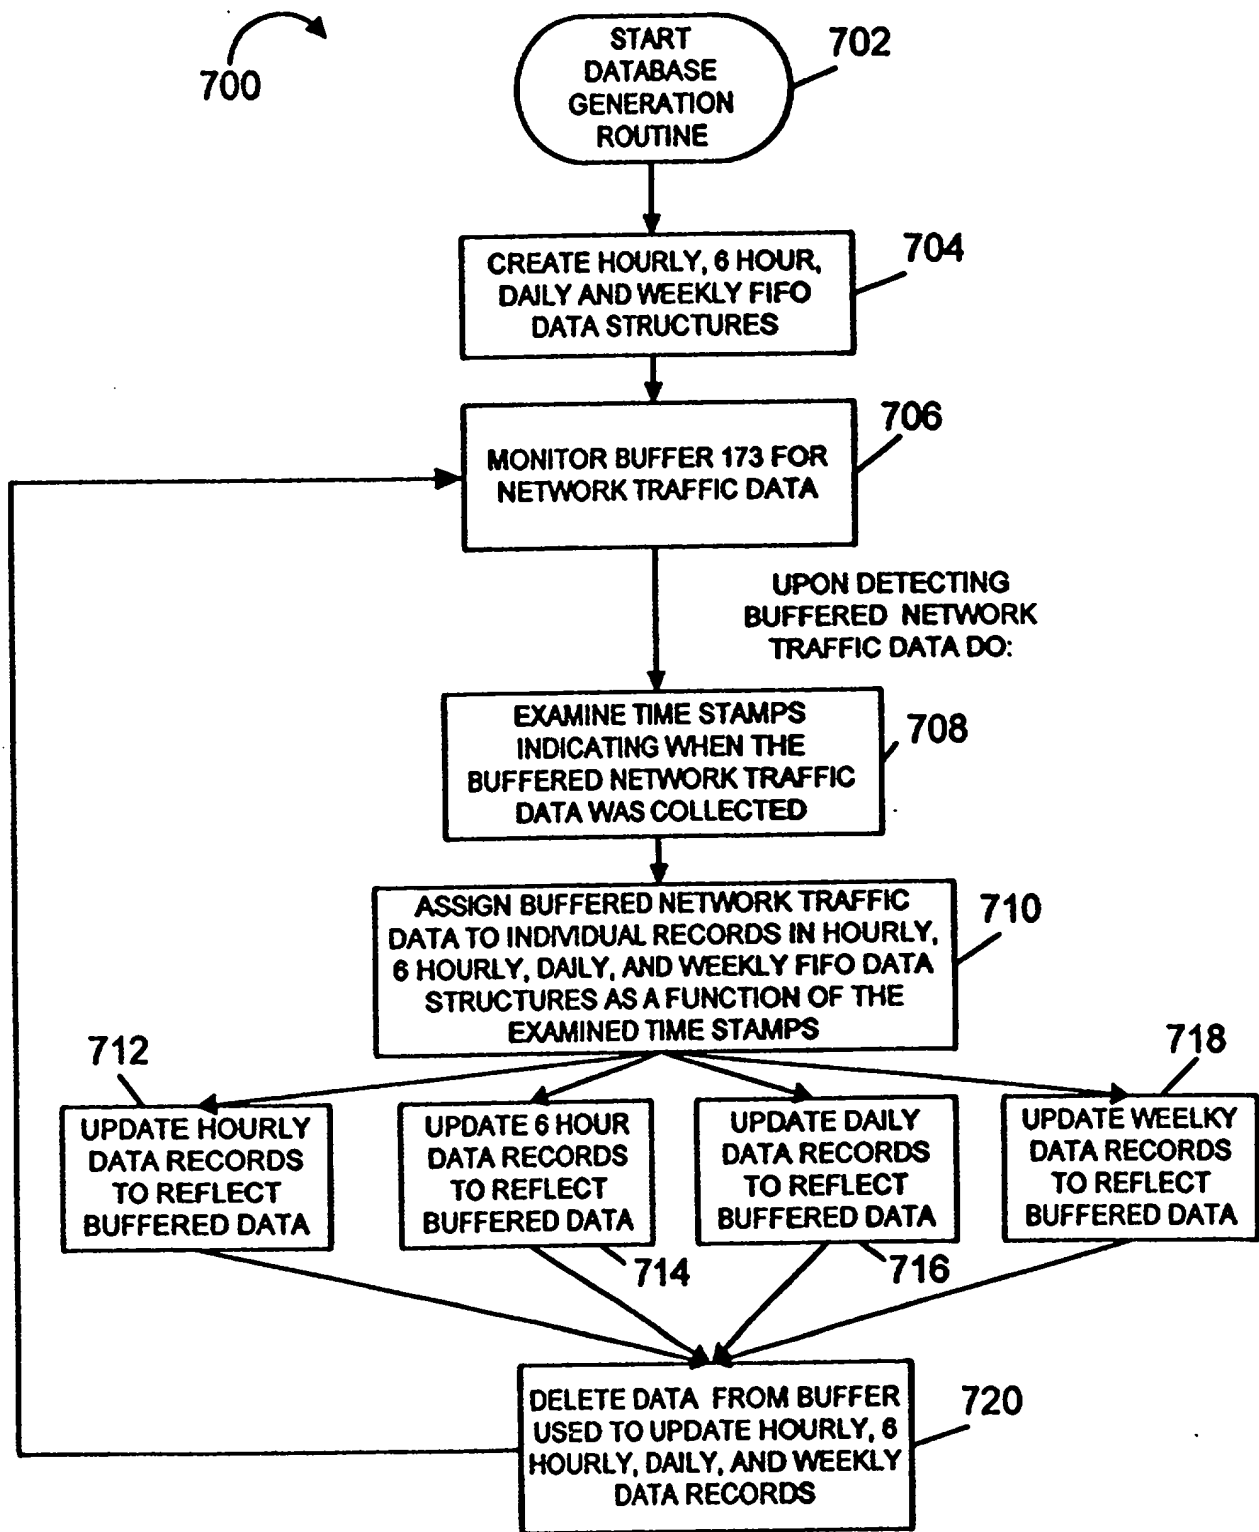 700
START
DATABASE
GENERATION
ROUTINE
702
CREATE HOURLY, 6 HOUR,
DAILY AND WEEKLY FIFO
DATA STRUCTURES
704
MONITOR BUFFER 173 FOR
NETWORK TRAFFIC DATA
706
UPON DETECTING
BUFFERED NETWORK
TRAFFIC DATA DO:
EXAMINE TIME STAMPS
INDICATING WHEN THE
BUFFERED NETWORK TRAFFIC
DATA WAS COLLECTED
708
ASSIGN BUFFERED NETWORK TRAFFIC
DATA TO INDIVIDUAL RECORDS IN HOURLY,
6 HOURLY, DAILY, AND WEEKLY FIFO DATA
STRUCTURES AS A FUNCTION OF THE
EXAMINED TIME STAMPS
710
712
UPDATE HOURLY
DATA RECORDS
TO REFLECT
BUFFERED DATA
UPDATE 6 HOUR
DATA RECORDS
TO REFLECT
BUFFERED DATA
714
UPDATE DAILY
DATA RECORDS
TO REFLECT
BUFFERED DATA
716
718
UPDATE WEELKY
DATA RECORDS
TO REFLECT
BUFFERED DATA
DELETE DATA FROM BUFFER
USED TO UPDATE HOURLY, 6
HOURLY, DAILY, AND WEEKLY
DATA RECORDS
720